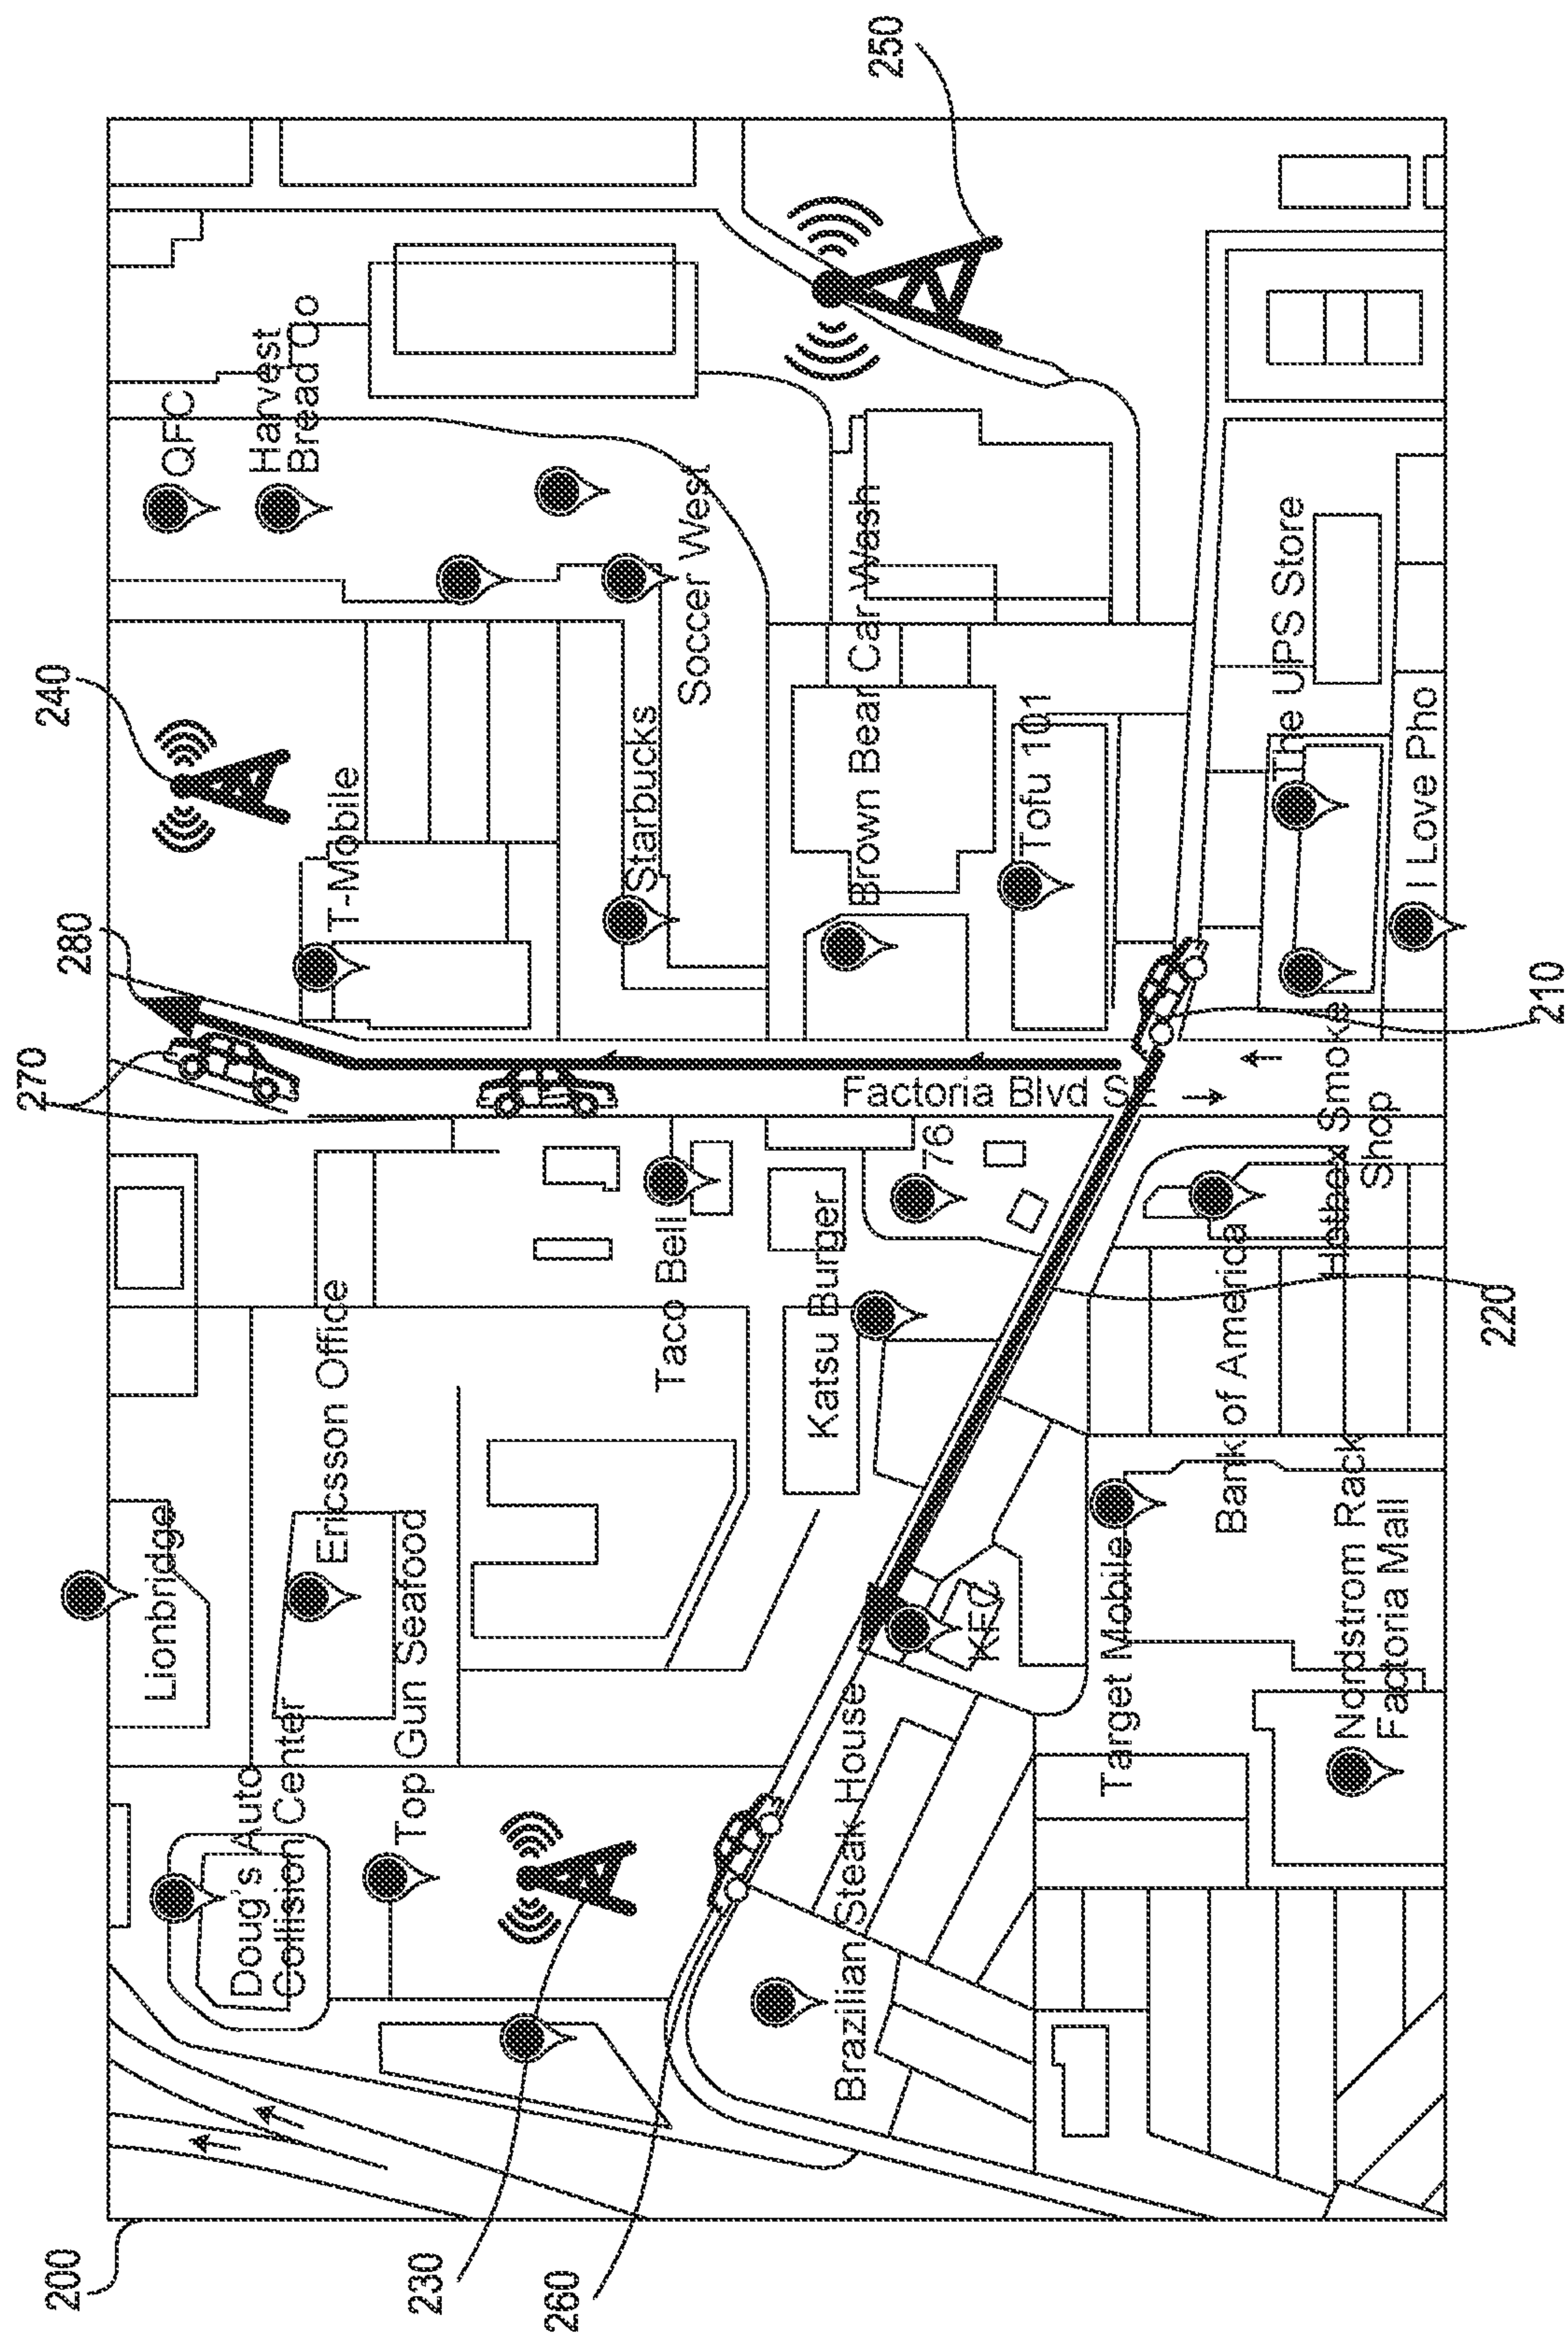 200
230
260
270
280
240
250
210
220
Lionbridge
Doug's Auto
Collision Center
Ericsson Office
Top Gun Seafood
Taco Bell
Katsu Burger
76
KFC
Brazilian Steak House
Target Mobile
Bank of America
Nordstrom Rack
Factoria Mall
Smoke
Shop
Factoria Blvd SE
T-Mobile
Starbucks
QFC
Harvest
Bread Co
Soccer West
Brown Bear Car Wash
Tofu 101
The UPS Store
I Love Pho